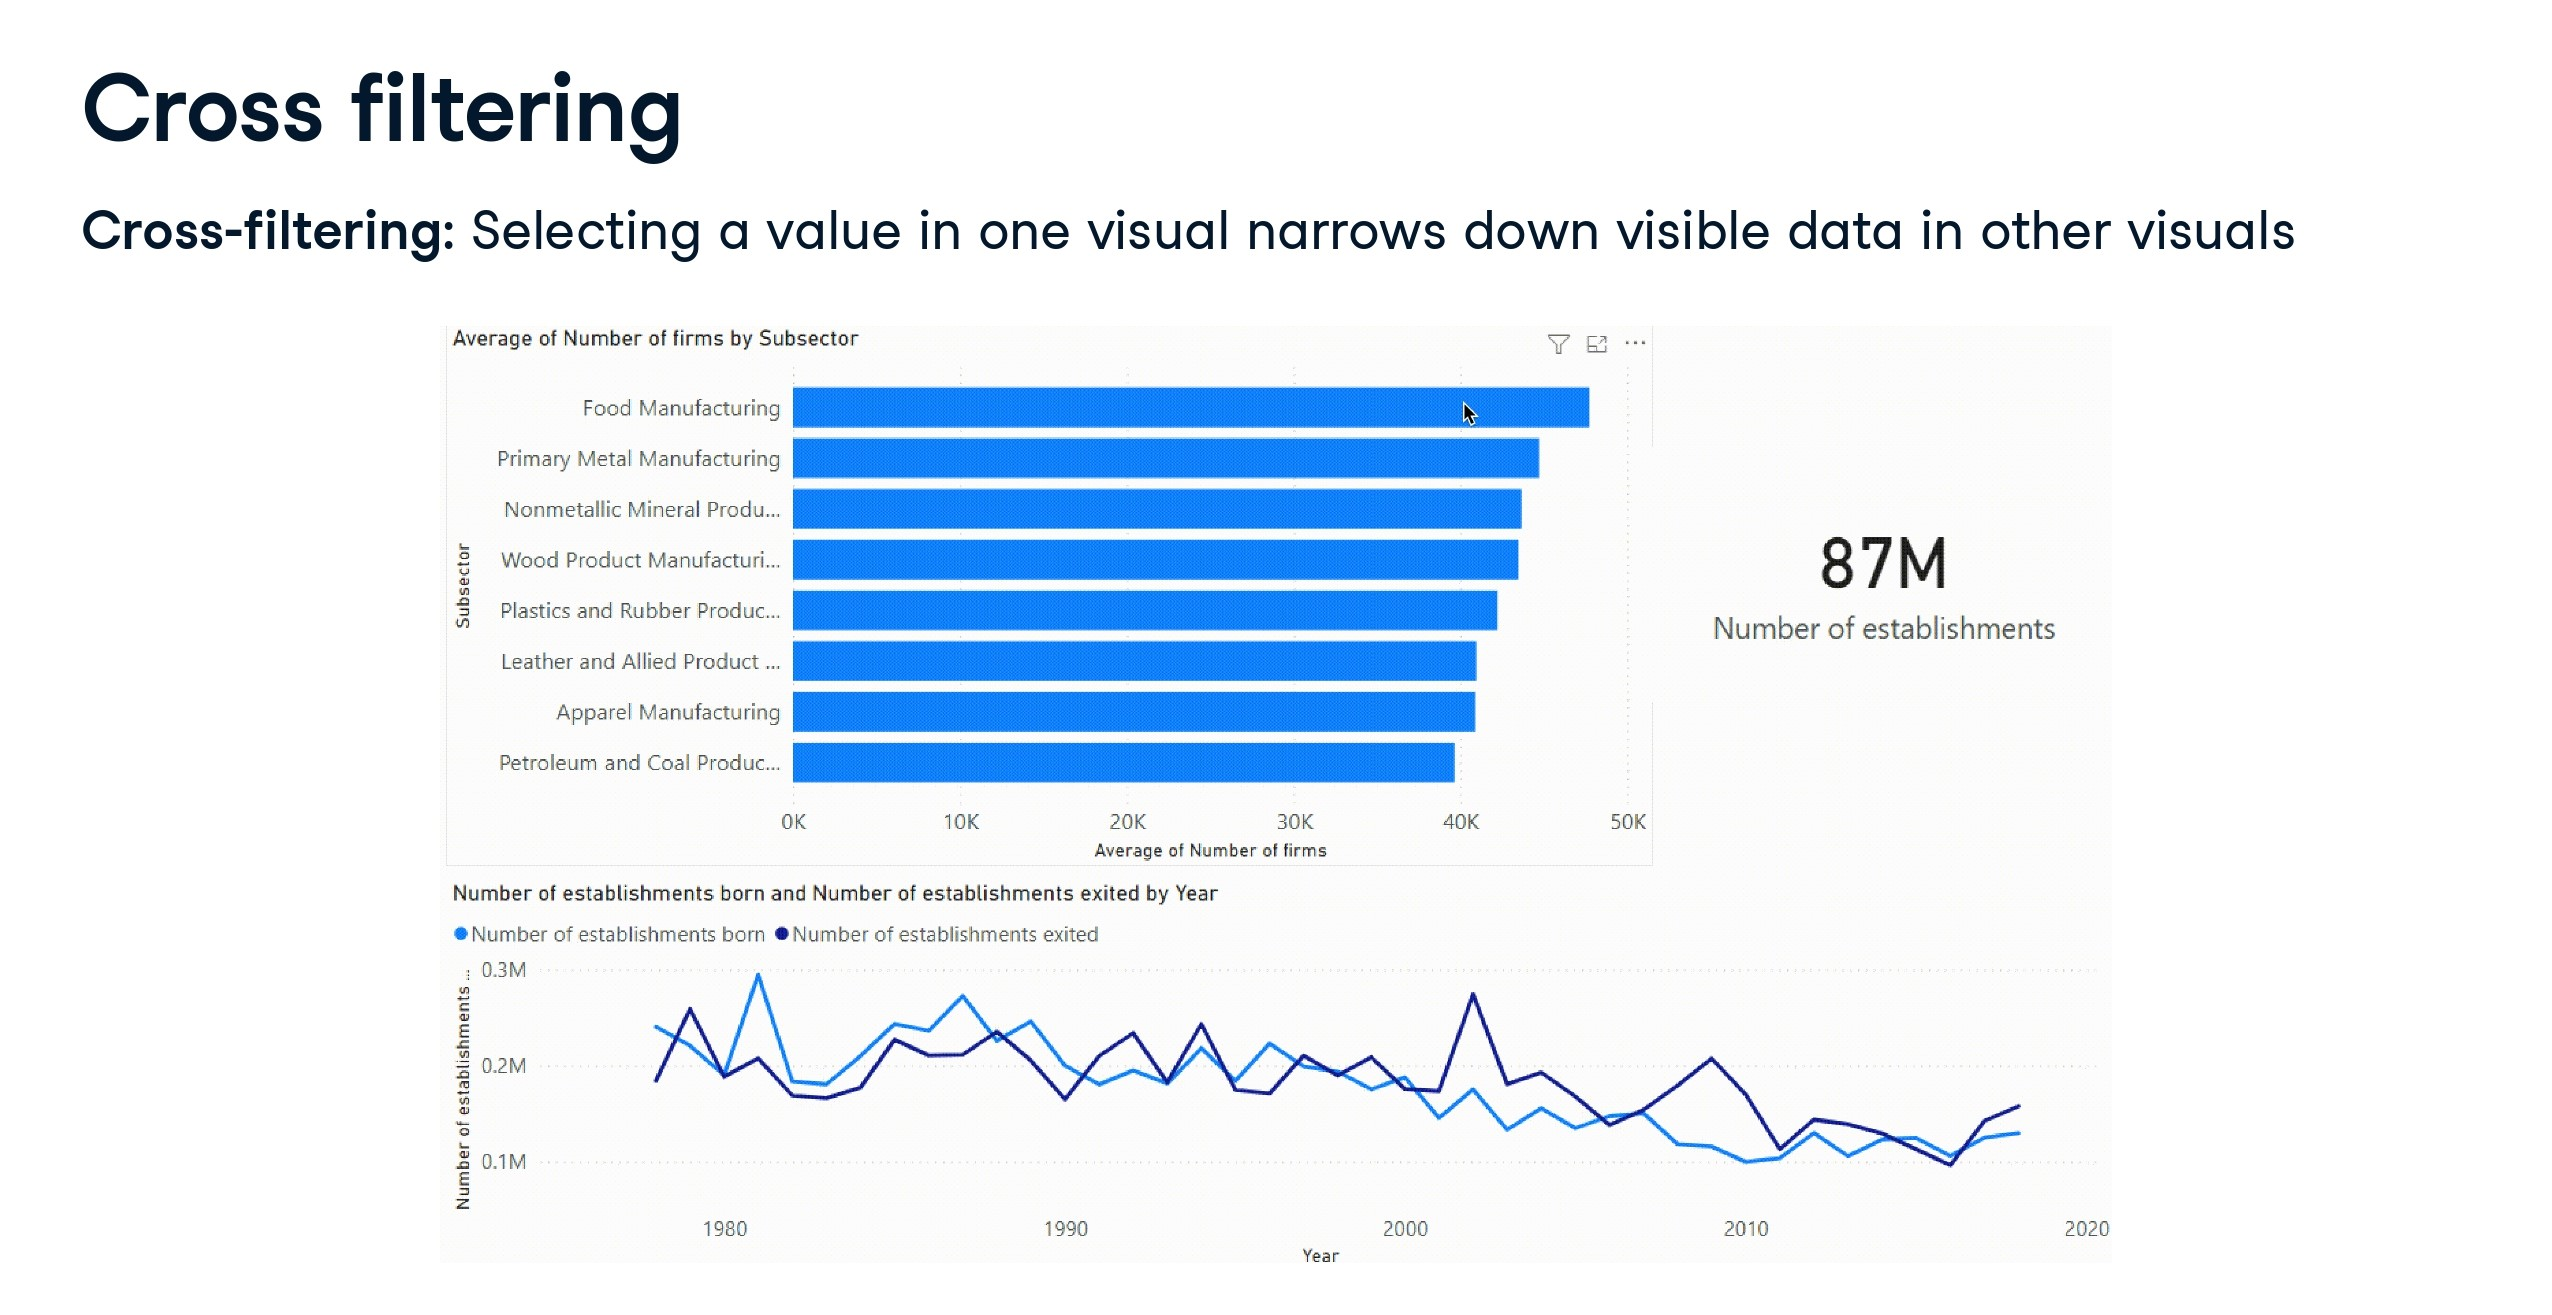 Cross filtering
Cross-filtering: Selecting a value in one visual narrows down visible data in other visuals
Average of Number of firms by Subsector
Subsector
Food Manufacturing
Primary Metal Manufacturing
Nonmetallic Mineral Produ...
Wood Product Manufacturi...
Plastics and Rubber Produc...
Leather and Allied Product ...
Apparel Manufacturing
Petroleum and Coal Produc...
0K 10K 20K 30K 40K 50K
Average of Number of firms
87M
Number of establishments
Number of establishments born and Number of establishments exited by Year
Number of establishments born Number of establishments exited
Number of establishments ...
0.3M
0.2M
0.1M
1980 1990 2000 2010 2020
Year